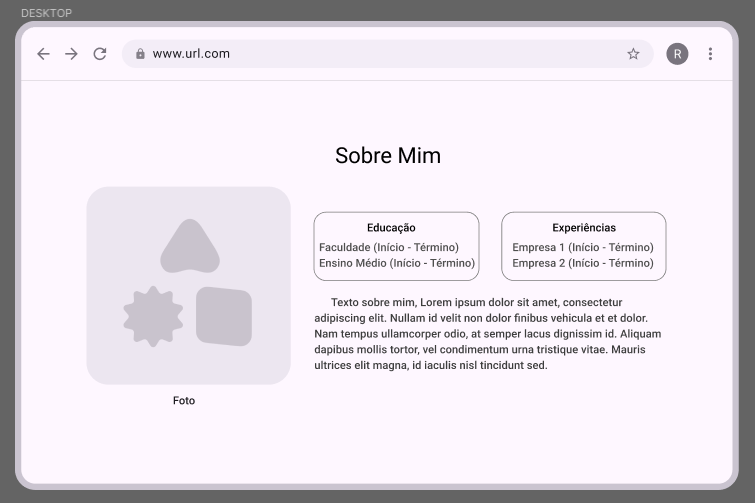 DESKTOP
www.url.com
R
Sobre Mim
Educação
Faculdade (Início - Término)
Ensino Médio (Início - Término)
Experiências
Empresa 1 (Início - Término)
Empresa 2 (Início - Término)
Texto sobre mim, Lorem ipsum dolor sit amet, consectetur
adipiscing elit. Nullam id velit non dolor finibus vehicula et et dolor.
Nam tempus ullamcorper odio, at semper lacus dignissim id. Aliquam
dapibus mollis tortor, vel condimentum urna tristique vitae. Mauris
ultrices elit magna, id iaculis nisl tincidunt sed.
Foto